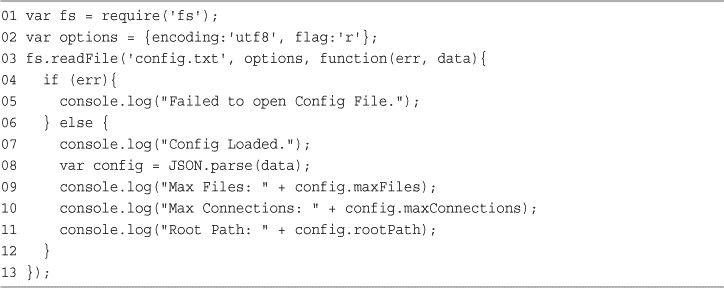 01 var fs = require('fs');
02 var options = {encoding:'utf8', flag:'r'};
03 fs.readFile('config.txt', options, function(err, data){
04   if (err){
05     console.log("Failed to open Config File.");
06   } else {
07     console.log("Config Loaded.");
08     var config = JSON.parse(data);
09     console.log("Max Files: " + config.maxFiles);
10     console.log("Max Connections: " + config.maxConnections);
11     console.log("Root Path: " + config.rootPath);
12   }
13 });